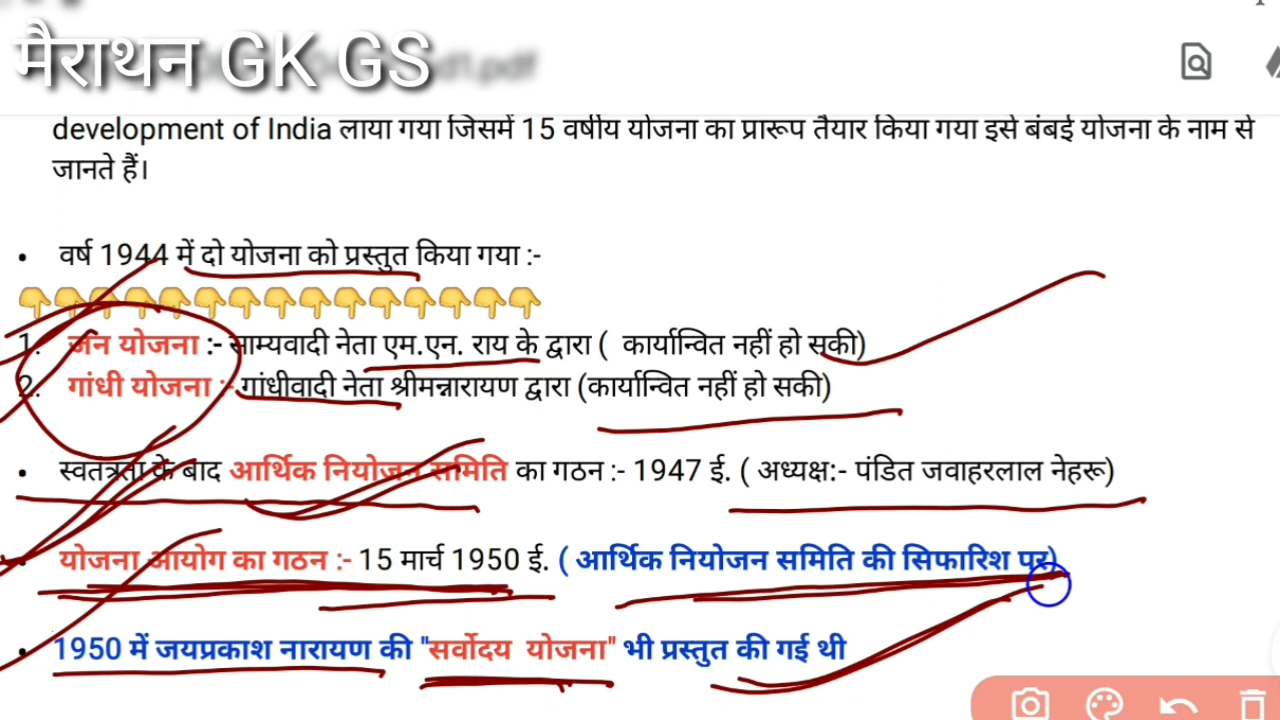 मैराथन GK GS
d1.pdf
development of India लाया गया जिसमें 15 वर्षीय योजना का प्रारूप तैयार किया गया इसे बंबई योजना के नाम से
जानते हैं।
• वर्ष 1944 में दो योजना को प्रस्तुत किया गया :-
👇👇👇👇👇👇👇👇👇👇👇👇👇👇👇
1. जन योजना :- साम्यवादी नेता एम.एन. राय के द्वारा ( कार्यान्वित नहीं हो सकी)
2. गांधी योजना :- गांधीवादी नेता श्रीमन्नारायण द्वारा (कार्यान्वित नहीं हो सकी)
• स्वतत्रता के बाद आर्थिक नियोजन समिति का गठन :- 1947 ई. ( अध्यक्ष:- पंडित जवाहरलाल नेहरू)
• योजना आयोग का गठन :- 15 मार्च 1950 ई. ( आर्थिक नियोजन समिति की सिफारिश पर)
• 1950 में जयप्रकाश नारायण की "सर्वोदय योजना" भी प्रस्तुत की गई थी